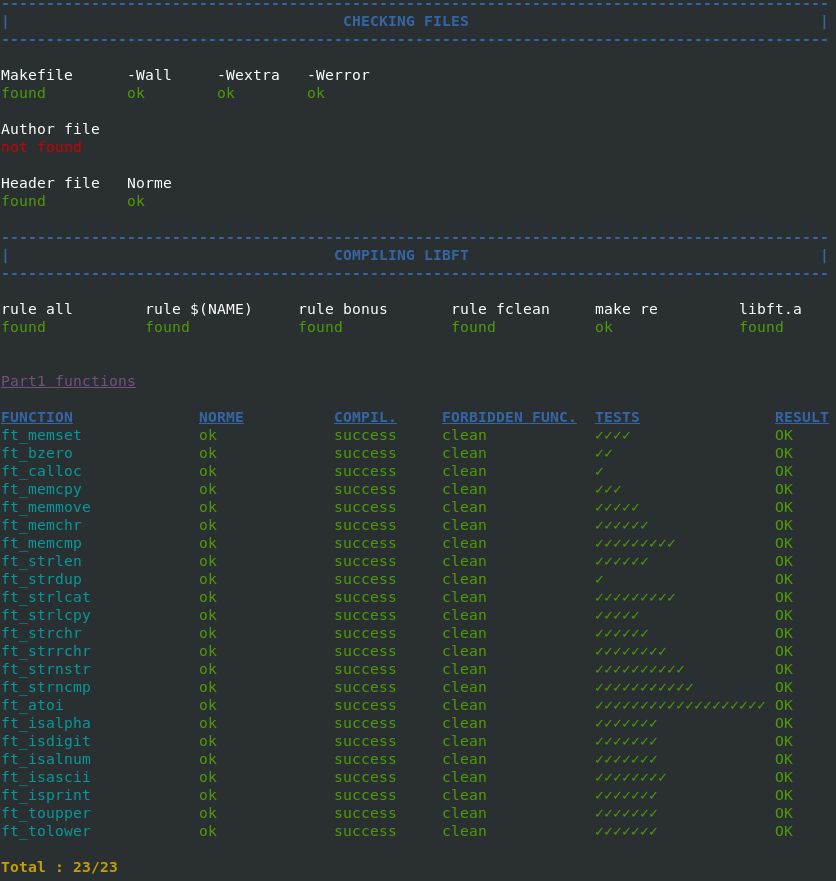 --------------------------------------------------------------------------------------------
| CHECKING FILES |
--------------------------------------------------------------------------------------------
Makefile -Wall -Wextra -Werror
found ok ok ok
Author file
not found
Header file Norme
found ok
--------------------------------------------------------------------------------------------
| COMPILING LIBFT |
--------------------------------------------------------------------------------------------
rule all rule $(NAME) rule bonus rule fclean make re libft.a
found found found found ok found
Part1 functions
FUNCTION NORME COMPIL. FORBIDDEN FUNC. TESTS RESULT
ft_memset ok success clean ✓✓✓✓ OK
ft_bzero ok success clean ✓✓ OK
ft_calloc ok success clean ✓ OK
ft_memcpy ok success clean ✓✓✓ OK
ft_memmove ok success clean ✓✓✓✓✓ OK
ft_memchr ok success clean ✓✓✓✓✓✓ OK
ft_memcmp ok success clean ✓✓✓✓✓✓✓✓✓ OK
ft_strlen ok success clean ✓✓✓✓✓✓ OK
ft_strdup ok success clean ✓ OK
ft_strlcat ok success clean ✓✓✓✓✓✓✓✓✓ OK
ft_strlcpy ok success clean ✓✓✓✓✓ OK
ft_strchr ok success clean ✓✓✓✓✓✓ OK
ft_strrchr ok success clean ✓✓✓✓✓✓✓✓ OK
ft_strnstr ok success clean ✓✓✓✓✓✓✓✓✓✓ OK
ft_strncmp ok success clean ✓✓✓✓✓✓✓✓✓✓✓ OK
ft_atoi ok success clean ✓✓✓✓✓✓✓✓✓✓✓✓✓✓✓✓✓✓✓ OK
ft_isalpha ok success clean ✓✓✓✓✓✓✓ OK
ft_isdigit ok success clean ✓✓✓✓✓✓✓ OK
ft_isalnum ok success clean ✓✓✓✓✓✓✓ OK
ft_isascii ok success clean ✓✓✓✓✓✓✓✓ OK
ft_isprint ok success clean ✓✓✓✓✓✓✓ OK
ft_toupper ok success clean ✓✓✓✓✓✓✓ OK
ft_tolower ok success clean ✓✓✓✓✓✓✓ OK
Total : 23/23